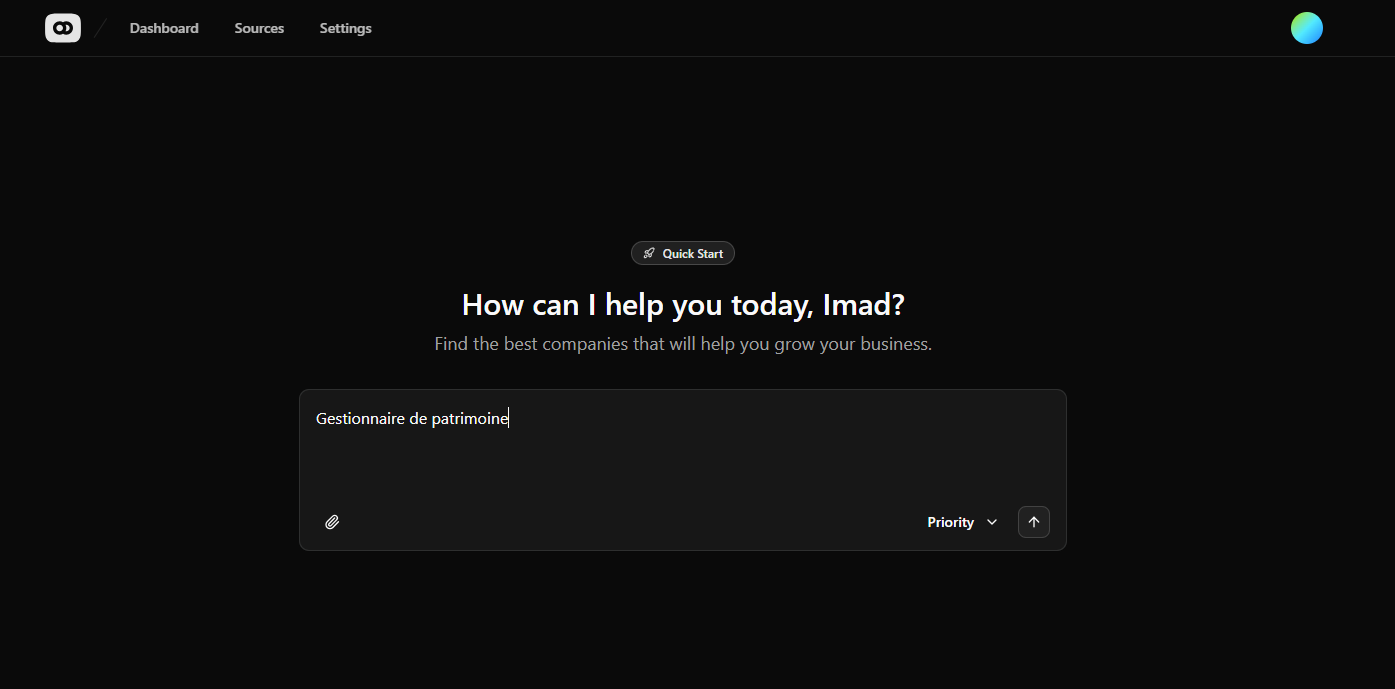 Dashboard Sources Settings
Quick Start
How can I help you today, Imad?
Find the best companies that will help you grow your business.
Gestionnaire de patrimoine
Priority